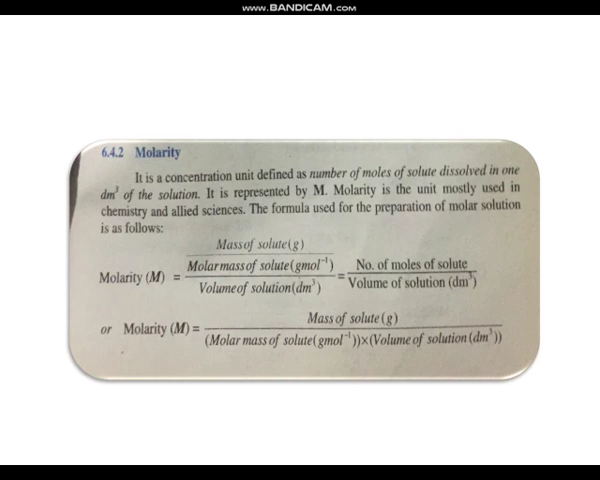 www.BANDICAM.com
6.4.2 Molarity
It is a concentration unit defined as number of moles of solute dissolved in one
dm³ of the solution. It is represented by M. Molarity is the unit mostly used in
chemistry and allied sciences. The formula used for the preparation of molar solution
is as follows:
Mass of solute (g)
Molar mass of solute (gmol⁻¹)
No. of moles of solute
Molarity (M) = =
Volume of solution (dm³)
Volume of solution (dm³)
Mass of solute (g)
or Molarity (M) =
(Molar mass of solute (gmol⁻¹))×(Volume of solution (dm³))